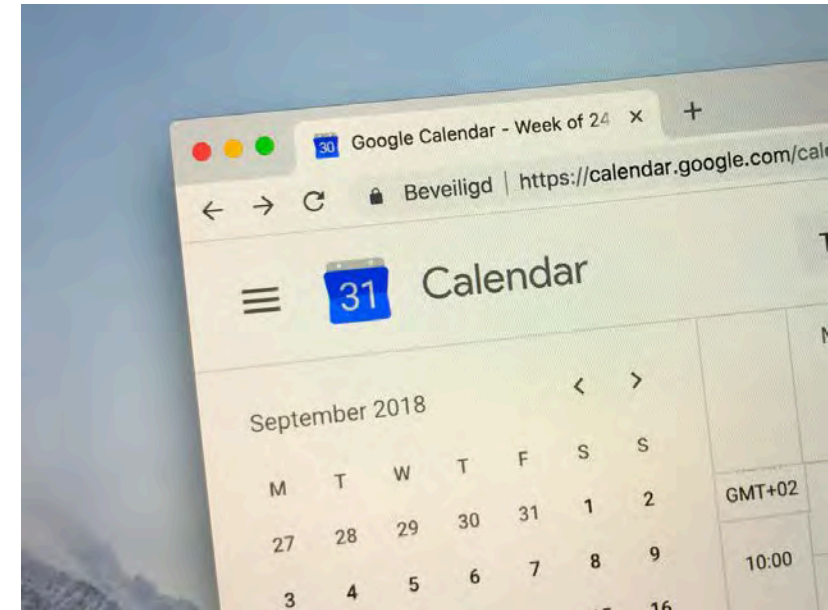 30 Google Calendar - Week of 24 × +
Beveiligd | https://calendar.google.com/cal
31 Calendar
September 2018 < >
M T W T F S S
27 28 29 30 31 1 2
GMT+02
3 4 5 6 7 8 9
10:00
16